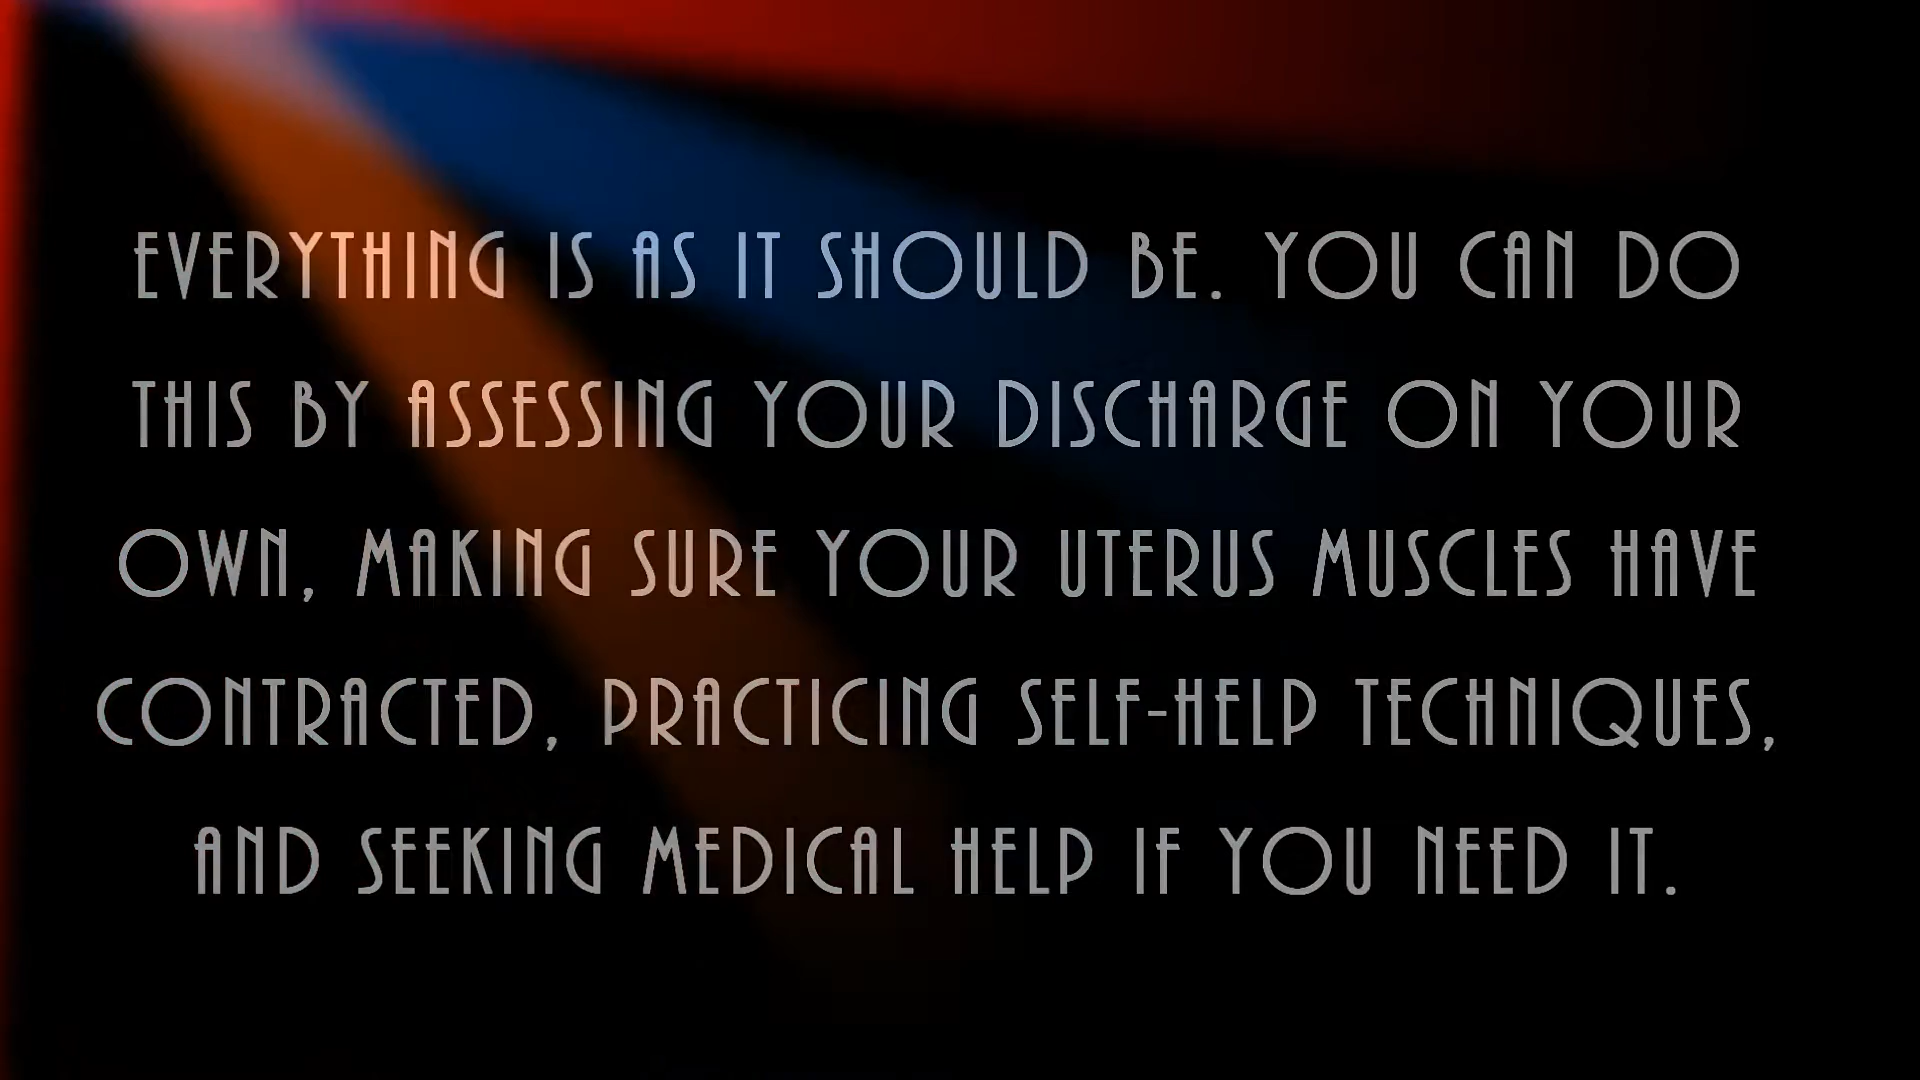 EVERYTHING IS AS IT SHOULD BE. YOU CAN DO
THIS BY ASSESSING YOUR DISCHARGE ON YOUR
OWN, MAKING SURE YOUR UTERUS MUSCLES HAVE
CONTRACTED, PRACTICING SELF-HELP TECHNIQUES,
AND SEEKING MEDICAL HELP IF YOU NEED IT.